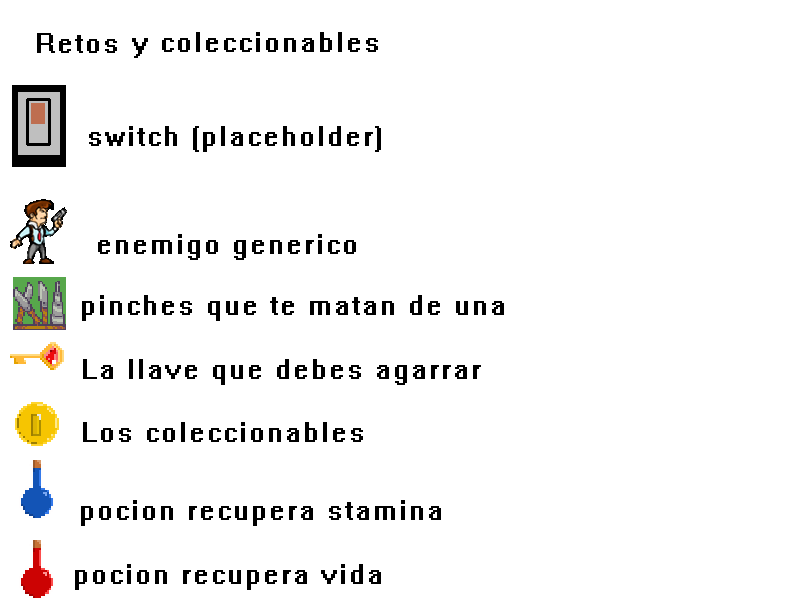 Retos y coleccionables
switch (placeholder)
enemigo generico
pinches que te matan de una
La llave que debes agarrar
Los coleccionables
pocion recupera stamina
pocion recupera vida